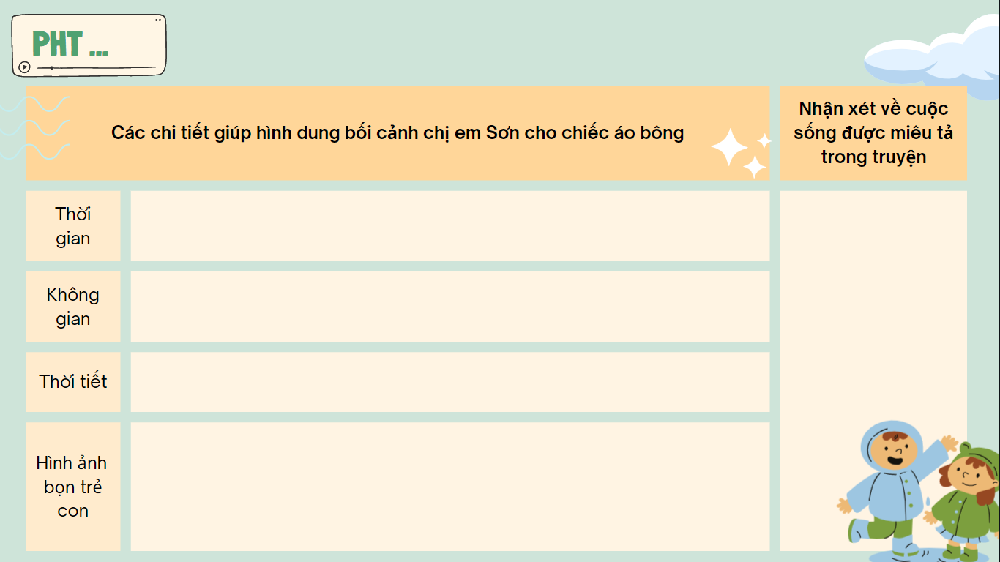 PHT ...
Các chi tiết giúp hình dung bối cảnh chị em Sơn cho chiếc áo bông
Nhận xét về cuộc
sống được miêu tả
trong truyện
Thời
gian
Không
gian
Thời tiết
Hình ảnh
bọn trẻ
con